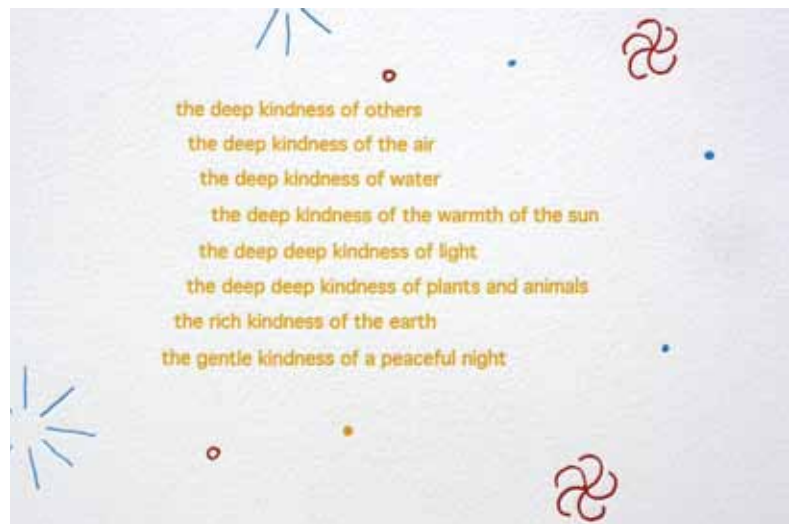 the deep kindness of others
the deep kindness of the air
the deep kindness of water
the deep kindness of the warmth of the sun
the deep deep kindness of light
the deep deep kindness of plants and animals
the rich kindness of the earth
the gentle kindness of a peaceful night